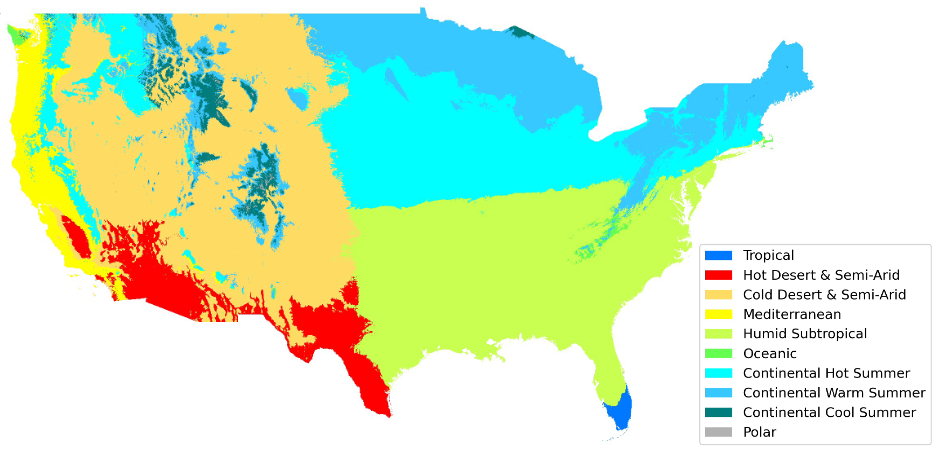 Tropical
Hot Desert & Semi-Arid
Cold Desert & Semi-Arid
Mediterranean
Humid Subtropical
Oceanic
Continental Hot Summer
Continental Warm Summer
Continental Cool Summer
Polar